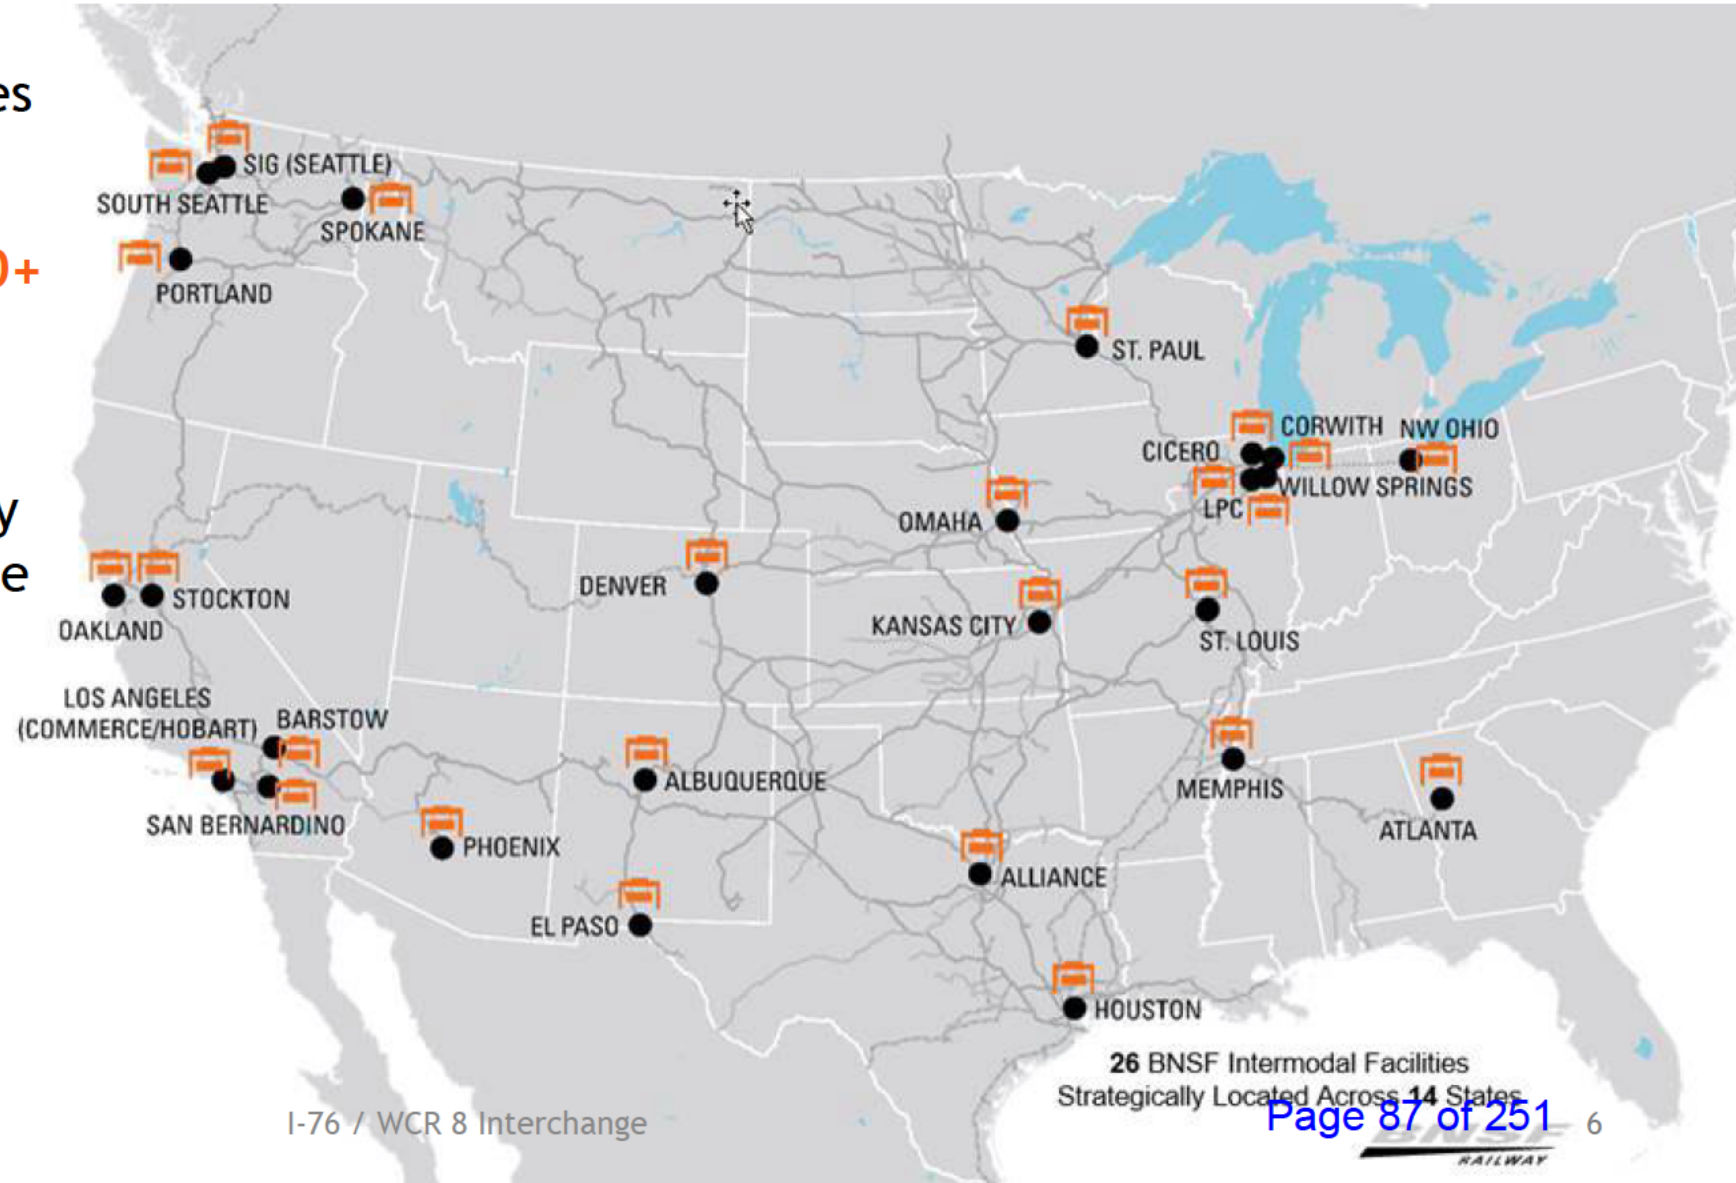 es
0+
y
e
SIG (SEATTLE)
SOUTH SEATTLE
SPOKANE
PORTLAND
ST. PAUL
CORWITH
NW OHIO
CICERO
WILLOW SPRINGS
LPC
OMAHA
DENVER
STOCKTON
OAKLAND
KANSAS CITY
ST. LOUIS
LOS ANGELES
(COMMERCE/HOBART)
BARSTOW
ALBUQUERQUE
MEMPHIS
SAN BERNARDINO
PHOENIX
ATLANTA
ALLIANCE
EL PASO
HOUSTON
26 BNSF Intermodal Facilities
Strategically Located Across 14 States
I-76 / WCR 8 Interchange
Page 87 of 251
6
BNSF
RAILWAY